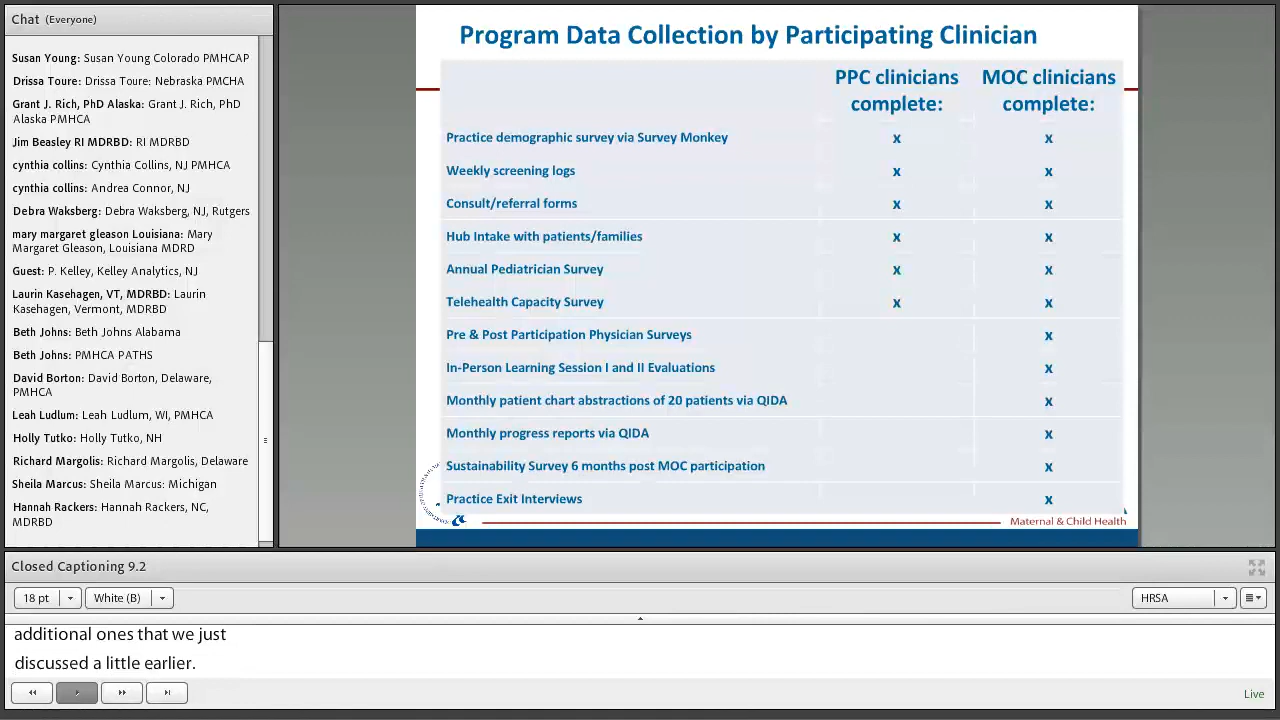 Chat (Everyone)
Susan Young: Susan Young Colorado PMHCAP
Drissa Toure: Drissa Toure: Nebraska PMCHA
Grant J. Rich, PhD Alaska: Grant J. Rich, PhD
Alaska PMHCA
Jim Beasley RI MDRBD: RI MDRBD
cynthia collins: Cynthia Collins, NJ PMHCA
cynthia collins: Andrea Connor, NJ
Debra Waksberg: Debra Waksberg, NJ, Rutgers
mary margaret gleason Louisiana: Mary
Margaret Gleason, Louisiana MDRD
Guest: P. Kelley, Kelley Analytics, NJ
Laurin Kasehagen, VT, MDRBD: Laurin
Kasehagen, Vermont, MDRBD
Beth Johns: Beth Johns Alabama
Beth Johns: PMHCA PATHS
David Borton: David Borton, Delaware,
PMHCA
Leah Ludlum: Leah Ludlum, WI, PMHCA
Holly Tutko: Holly Tutko, NH
Richard Margolis: Richard Margolis, Delaware
Sheila Marcus: Sheila Marcus: Michigan
Hannah Rackers: Hannah Rackers, NC,
MDRBD
Program Data Collection by Participating Clinician
PPC clinicians complete: MOC clinicians complete:
Practice demographic survey via Survey Monkey x x
Weekly screening logs x x
Consult/referral forms x x
Hub Intake with patients/families x x
Annual Pediatrician Survey x x
Telehealth Capacity Survey x x
Pre & Post Participation Physician Surveys x
In-Person Learning Session I and II Evaluations x
Monthly patient chart abstractions of 20 patients via QIDA x
Monthly progress reports via QIDA x
Sustainability Survey 6 months post MOC participation x
Practice Exit Interviews x
Maternal & Child Health
Closed Captioning 9.2
18 pt White (B) HRSA
additional ones that we just
discussed a little earlier.
Live